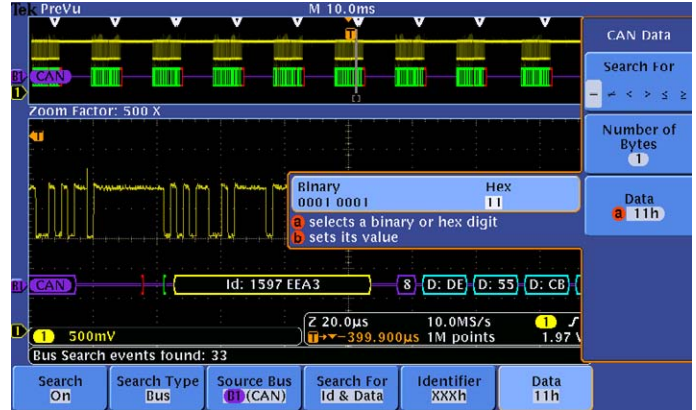 Tek PreVu M 10.0ms
CAN Data
Search For
= ≠ < > ≤ ≥
Number of
Bytes
1
Data
a 11h
B1 CAN
1
Zoom Factor: 500 X
Binary Hex
0001 0001 11
a selects a binary or hex digit
b sets its value
B1 CAN Id: 1597 EEA3 8 D: DE D: 55 D: CB
1 500mV
Z 20.0µs 10.0MS/s 1
T→▼−399.900µs 1M points 1.97 V
Bus Search events found: 33
Search
On
Search Type
Bus
Source Bus
B1 (CAN)
Search For
Id & Data
Identifier
XXXh
Data
11h